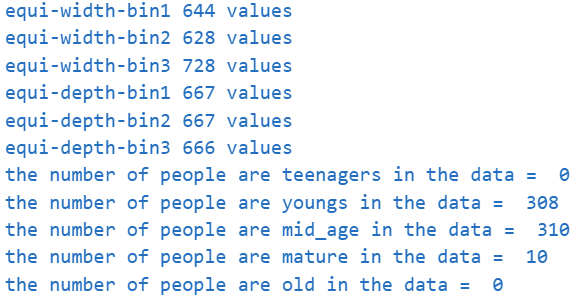 equi-width-bin1 644 values
equi-width-bin2 628 values
equi-width-bin3 728 values
equi-depth-bin1 667 values
equi-depth-bin2 667 values
equi-depth-bin3 666 values
the number of people are teenagers in the data =  0
the number of people are youngs in the data =  308
the number of people are mid_age in the data =  310
the number of people are mature in the data =  10
the number of people are old in the data =  0